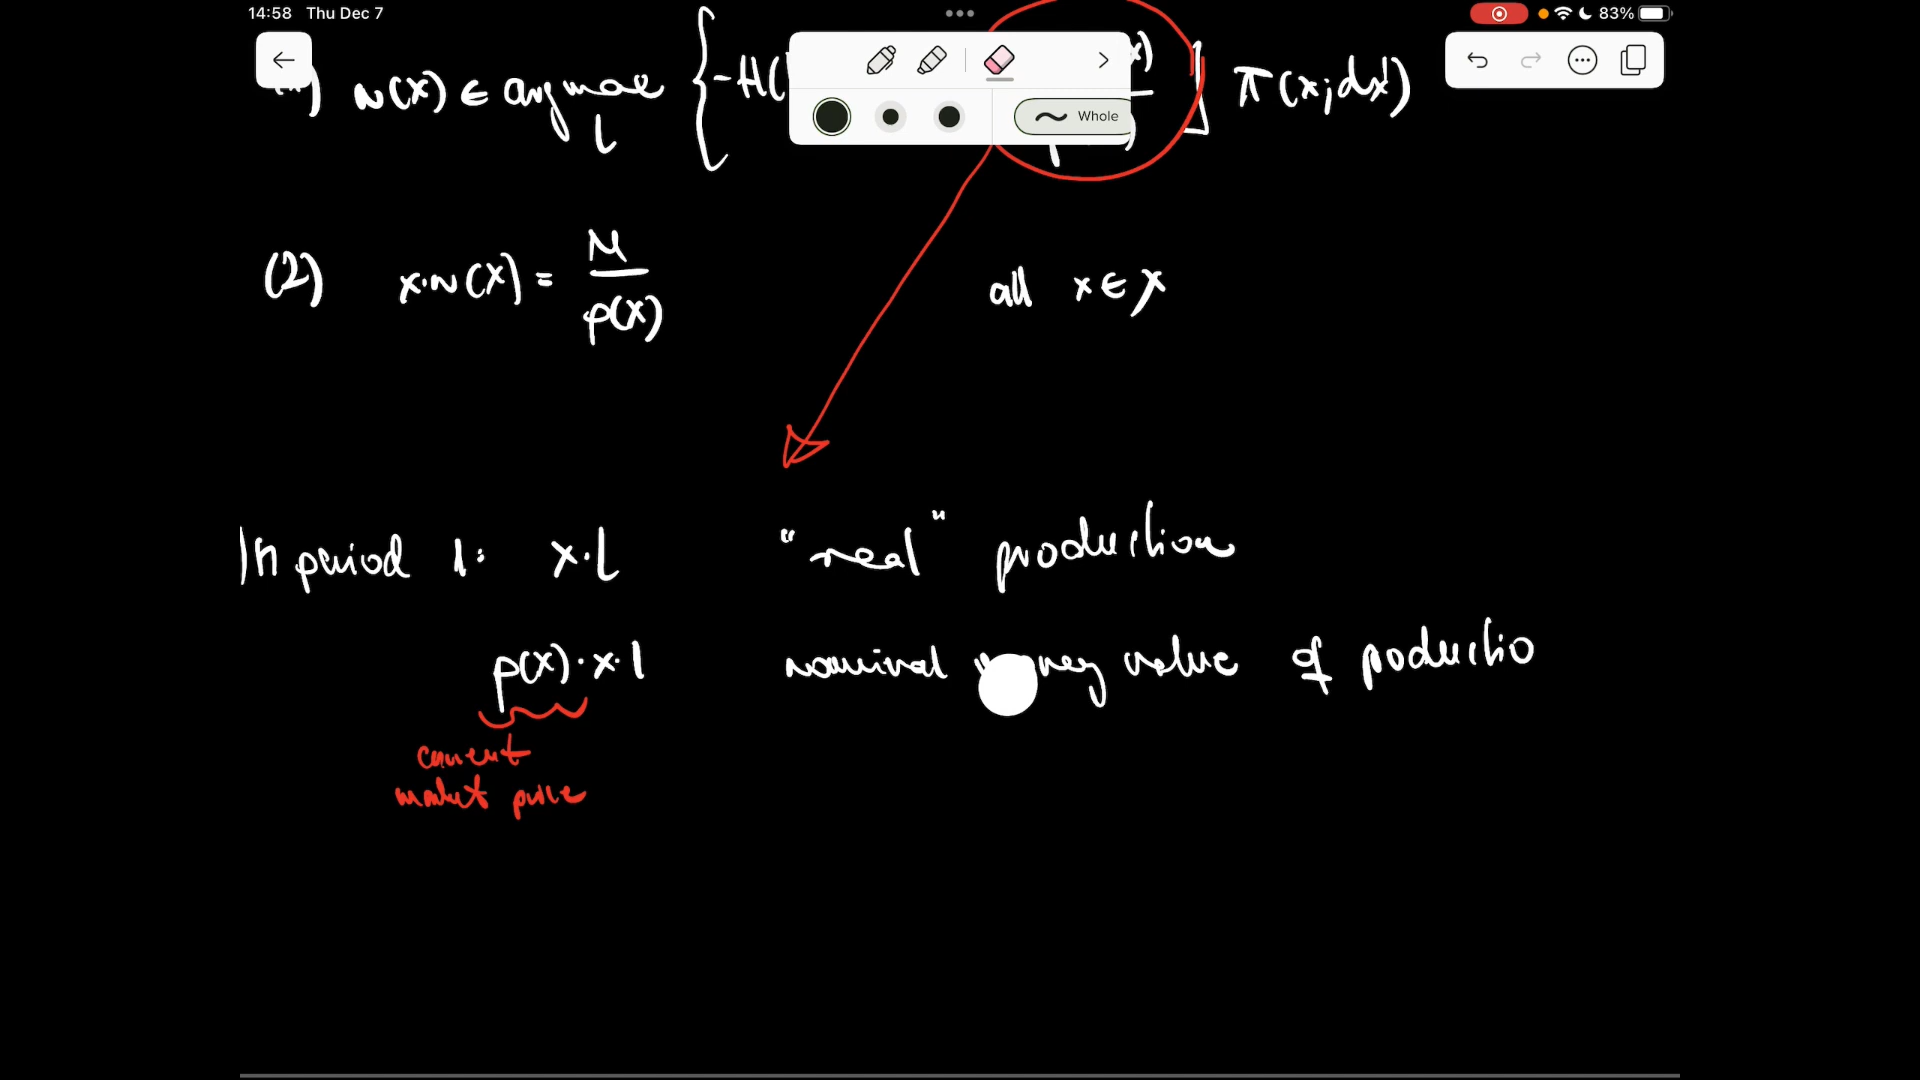 14:58 Thu Dec 7 83%
n(x) ∈ argmax { -H( x) ] π(x; dx')
l
Whole
(2) x·n(x) = M / p(x) all x ∈ X
In period 1: x·l "real" production
p(x)·x·l nominal value of productio
current
market price